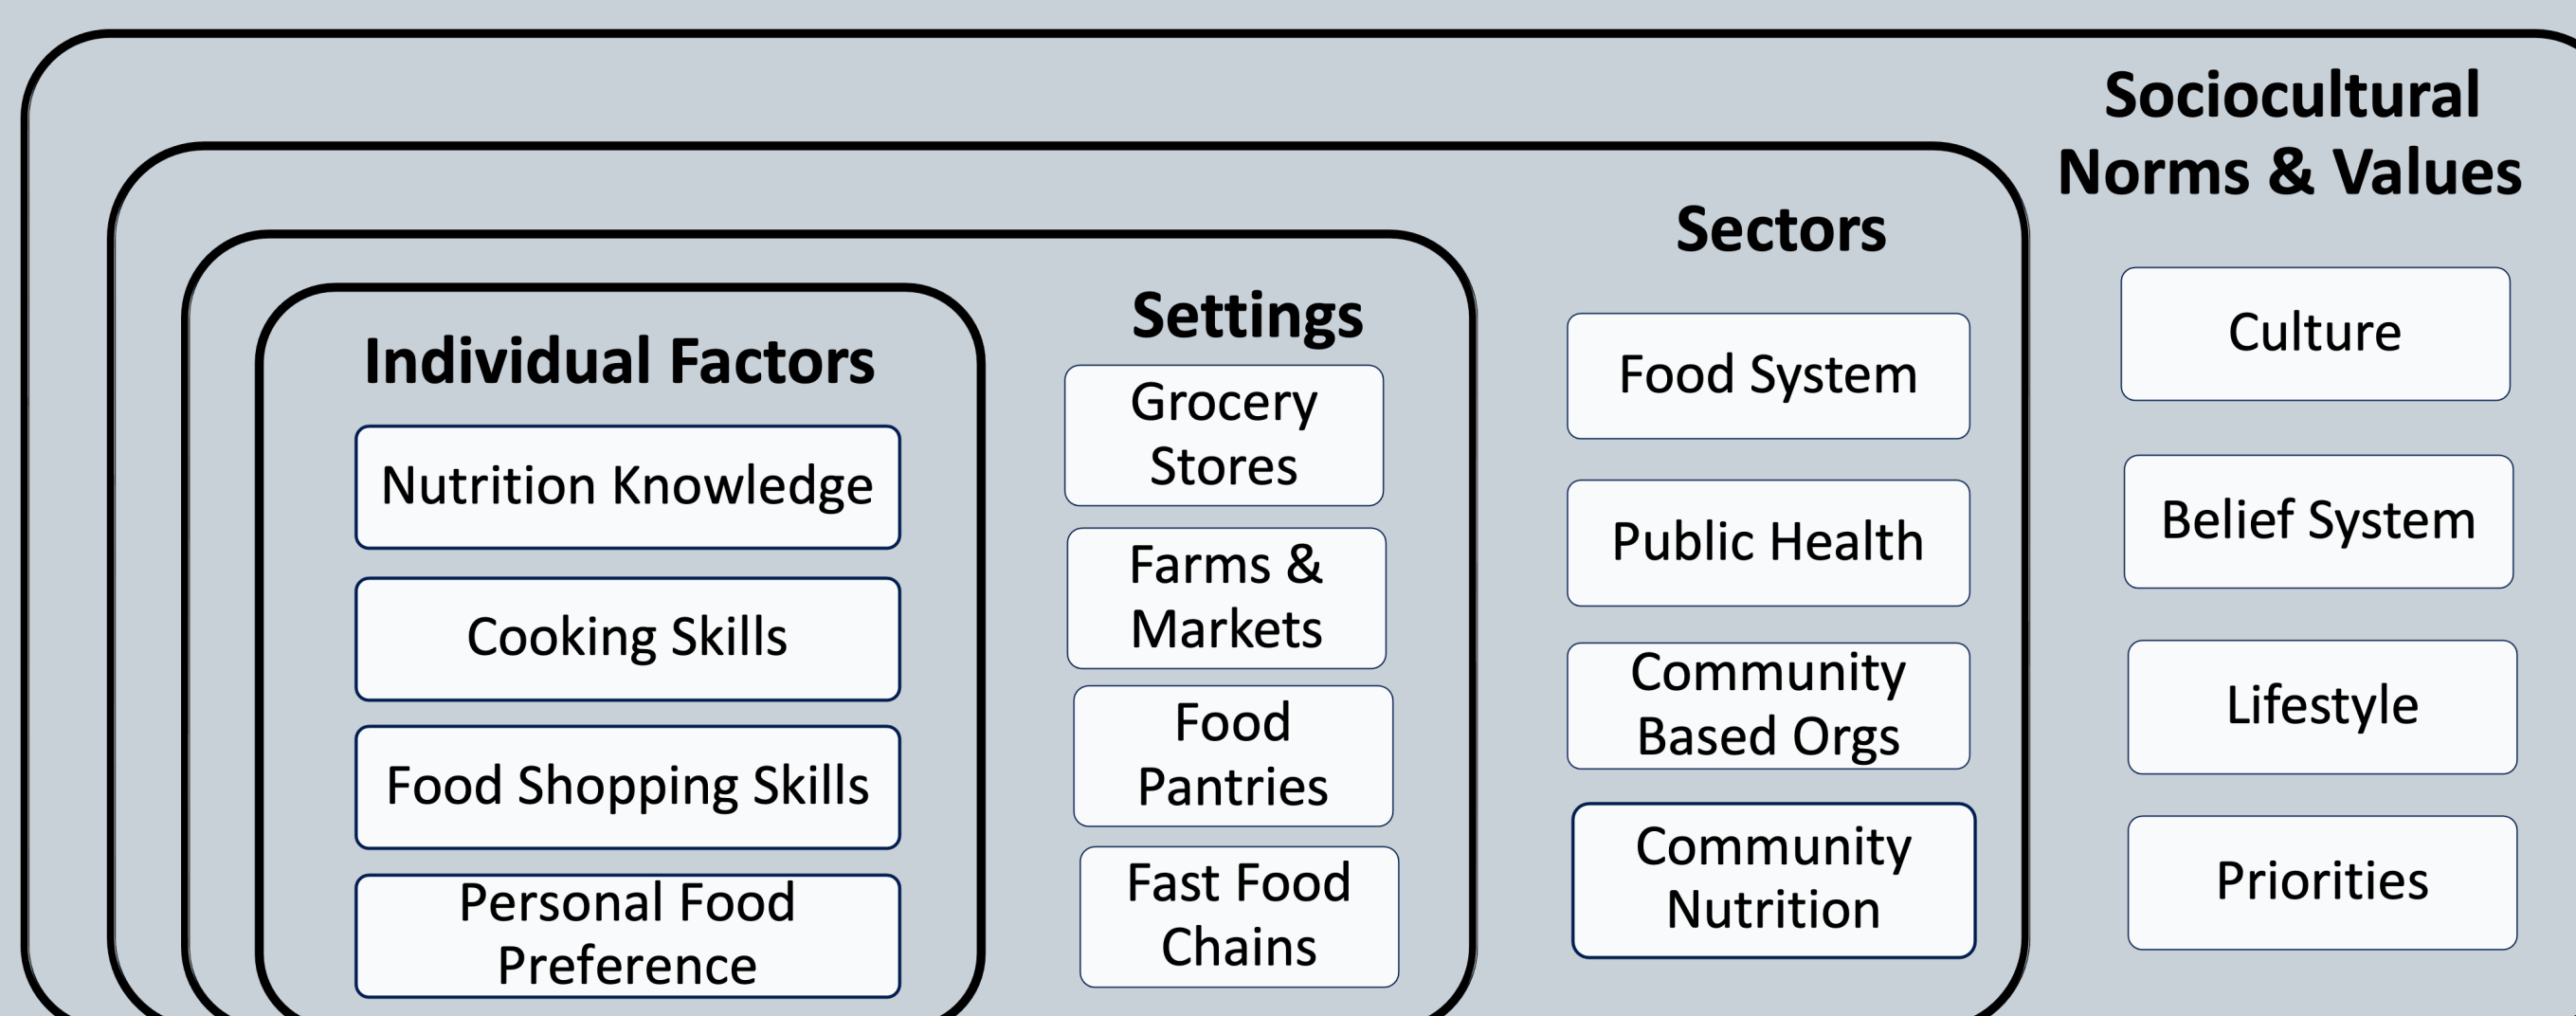 Individual Factors
Nutrition Knowledge
Cooking Skills
Food Shopping Skills
Personal Food
Preference
Settings
Grocery
Stores
Farms &
Markets
Food
Pantries
Fast Food
Chains
Sectors
Food System
Public Health
Community
Based Orgs
Community
Nutrition
Sociocultural
Norms & Values
Culture
Belief System
Lifestyle
Priorities